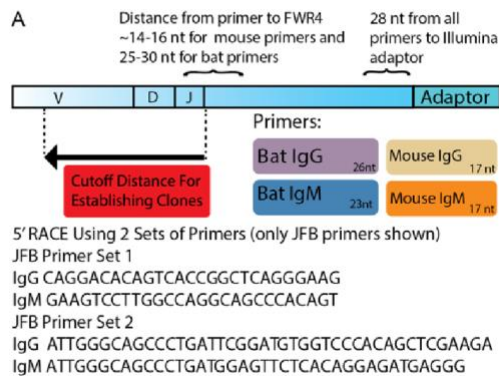 A
Distance from primer to FWR4
~14-16 nt for mouse primers and
25-30 nt for bat primers
28 nt from all
primers to Illumina
adaptor
V D J Adaptor
Primers:
Cutoff Distance For
Establishing Clones
Bat IgG 26nt Mouse IgG 17 nt
Bat IgM 23nt Mouse IgM 17 nt
5' RACE Using 2 Sets of Primers (only JFB primers shown)
JFB Primer Set 1
IgG CAGGACACAGTCACCGGCTCAGGGAAG
IgM GAAGTCCTTGGCCAGGCAGCCCACAGT
JFB Primer Set 2
IgG ATTGGGCAGCCCTGATTCGGATGTGGTCCCACAGCTCGAAGA
IgM ATTGGGCAGCCCTGATGGAGTTCTCACAGGAGATGAGGG